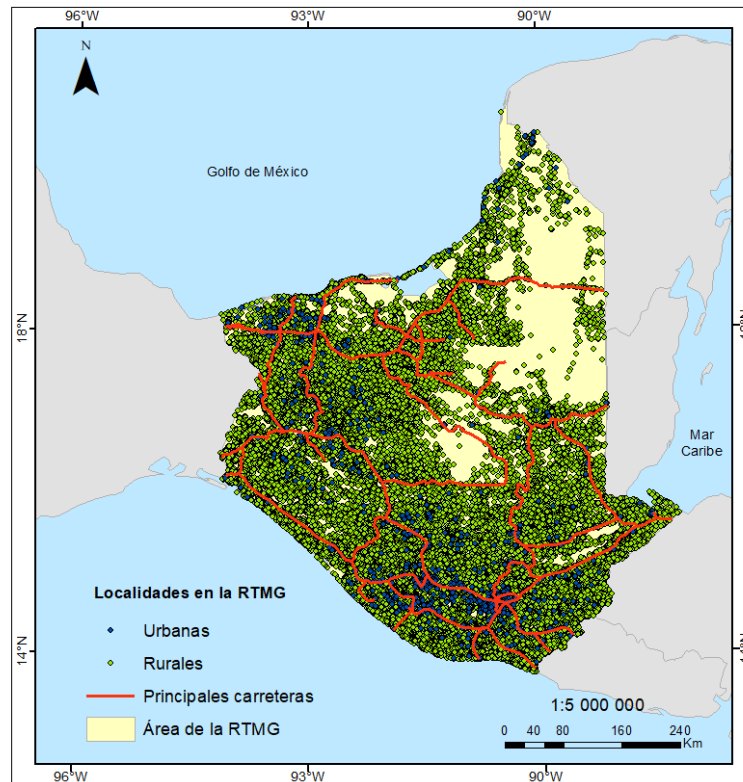 96°W 93°W 90°W
N
Golfo de México
18°N
Mar
Caribe
Localidades en la RTMG
Urbanas
Rurales
Principales carreteras
Área de la RTMG
14°N
1:5 000 000
0 40 80 160 240
Km
96°W 93°W 90°W